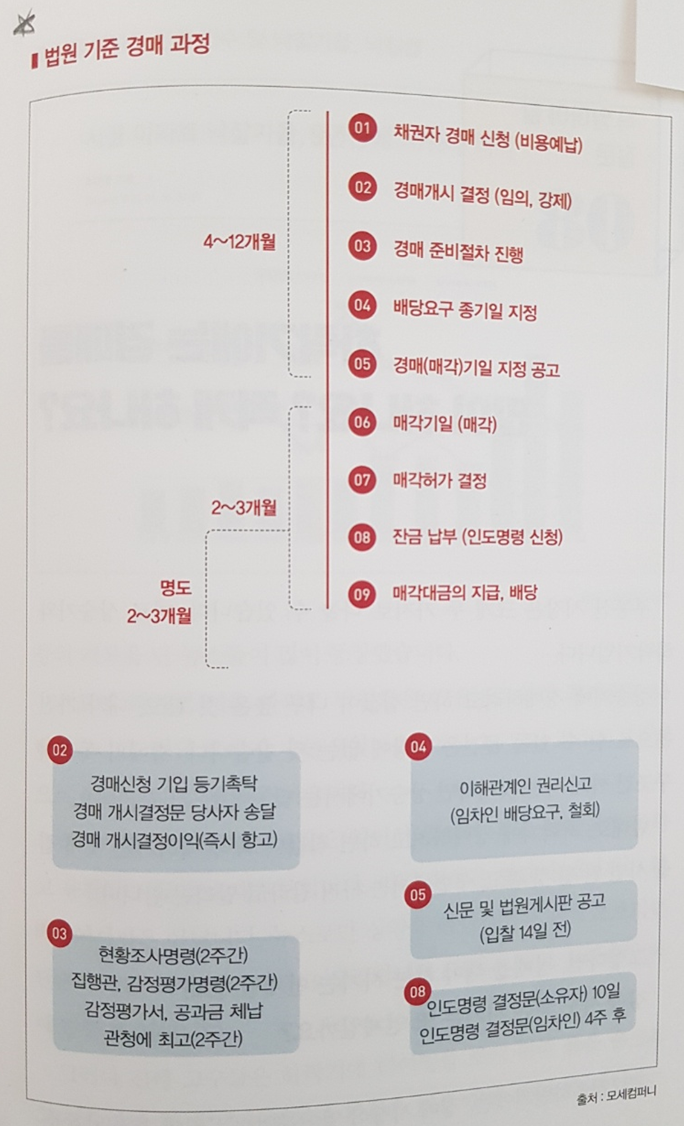 법원 기준 경매 과정
01 채권자 경매 신청 (비용예납)
02 경매개시 결정 (임의, 강제)
4~12개월
03 경매 준비절차 진행
04 배당요구 종기일 지정
05 경매(매각)기일 지정 공고
06 매각기일 (매각)
07 매각허가 결정
2~3개월
08 잔금 납부 (인도명령 신청)
09 매각대금의 지급, 배당
명도
2~3개월
02
경매신청 기입 등기촉탁
경매 개시결정문 당사자 송달
경매 개시결정이익(즉시 항고)
03
현황조사명령(2주간)
집행관, 감정평가명령(2주간)
감정평가서, 공과금 체납
관청에 최고(2주간)
04
이해관계인 권리신고
(임차인 배당요구, 철회)
05
신문 및 법원게시판 공고
(입찰 14일 전)
08
인도명령 결정문(소유자) 10일
인도명령 결정문(임차인) 4주 후
출처 : 모세컴퍼니